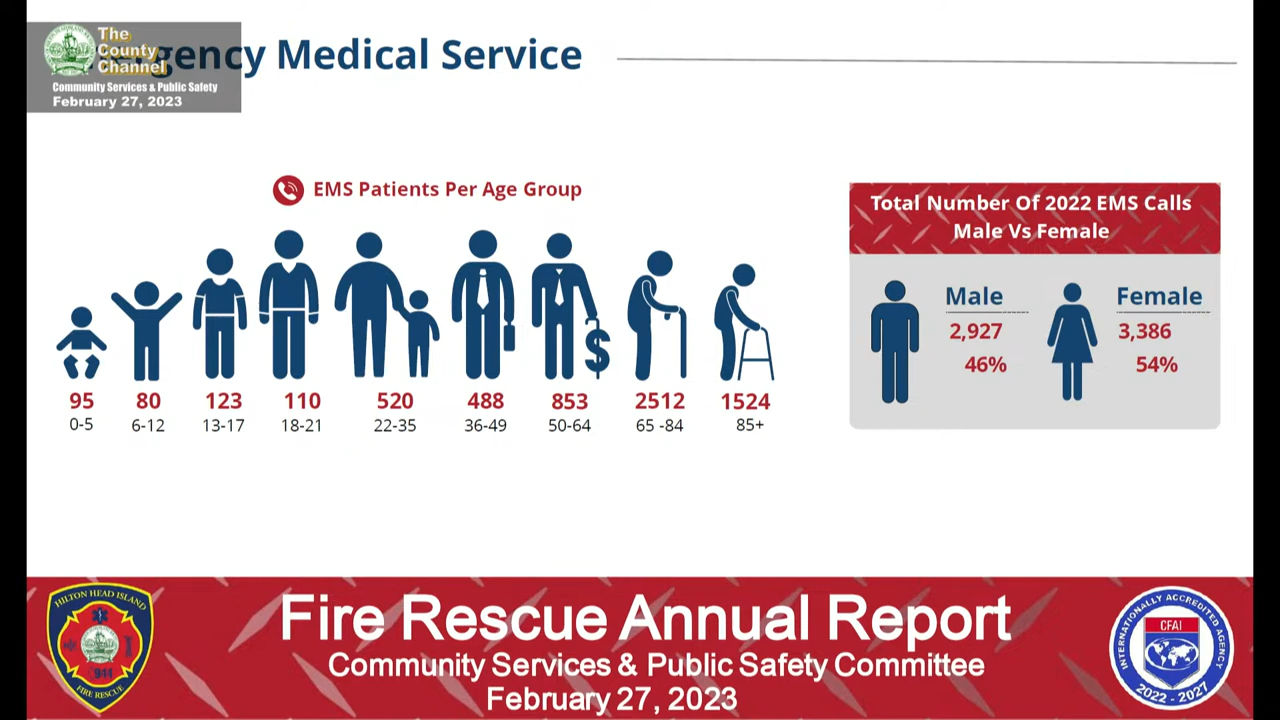 The
County
Channel
Community Services & Public Safety
February 27, 2023
Medical Service
EMS Patients Per Age Group
95 80 123 110 520 488 853 2512 1524
0-5 6-12 13-17 18-21 22-35 36-49 50-64 65 -84 85+
Total Number Of 2022 EMS Calls
Male Vs Female
Male Female
2,927 3,386
46% 54%
$
HILTON HEAD ISLAND
911
FIRE RESCUE
Fire Rescue Annual Report
Community Services & Public Safety Committee
February 27, 2023
INTERNATIONALLY ACCREDITED AGENCY
CFAI
2022 - 2027